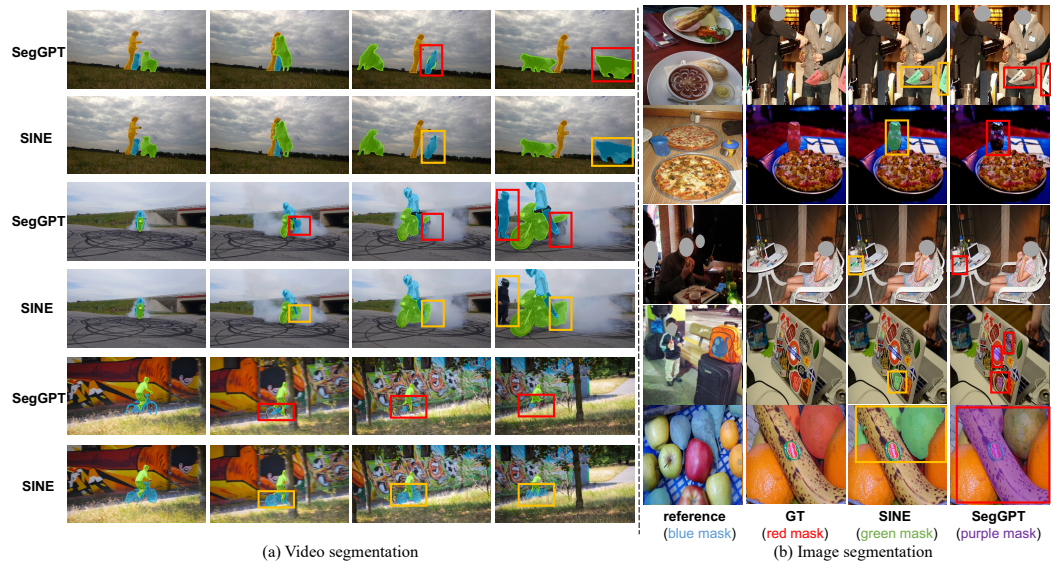 SegGPT
SINE
SegGPT
SINE
SegGPT
SINE
reference GT SINE SegGPT
(blue mask) (red mask) (green mask) (purple mask)
(a) Video segmentation
(b) Image segmentation